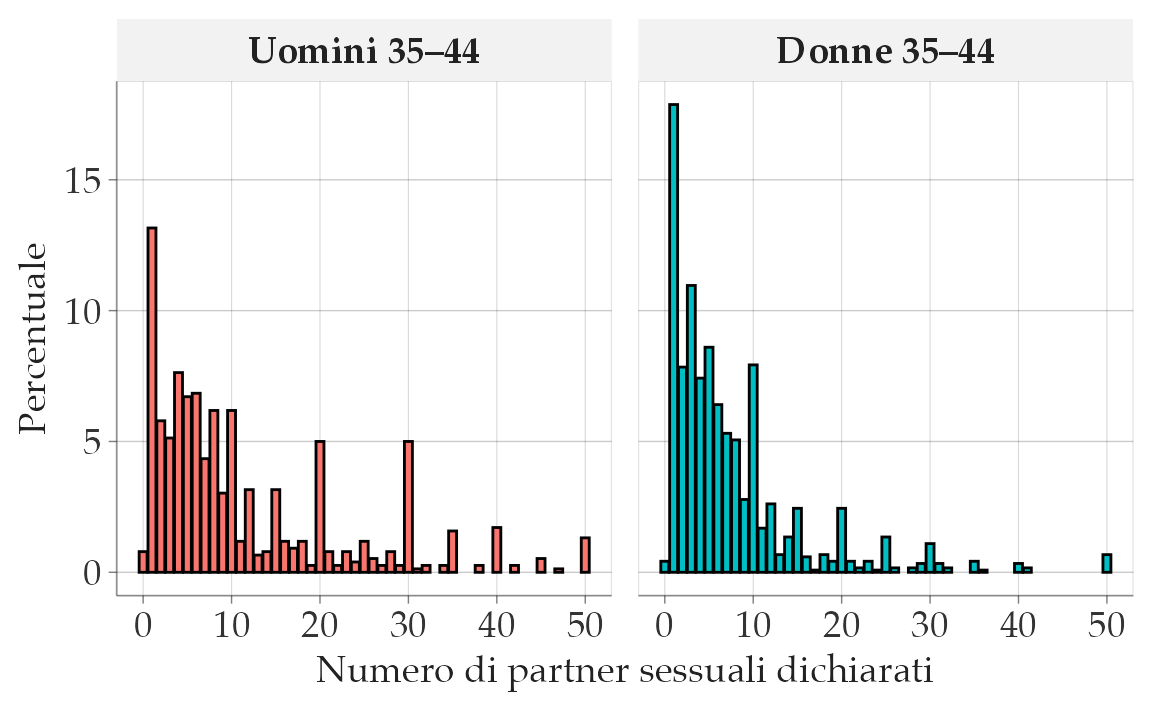 Uomini 35–44
Donne 35–44
Percentuale
15
10
5
0
0 10 20 30 40 50
0 10 20 30 40 50
Numero di partner sessuali dichiarati